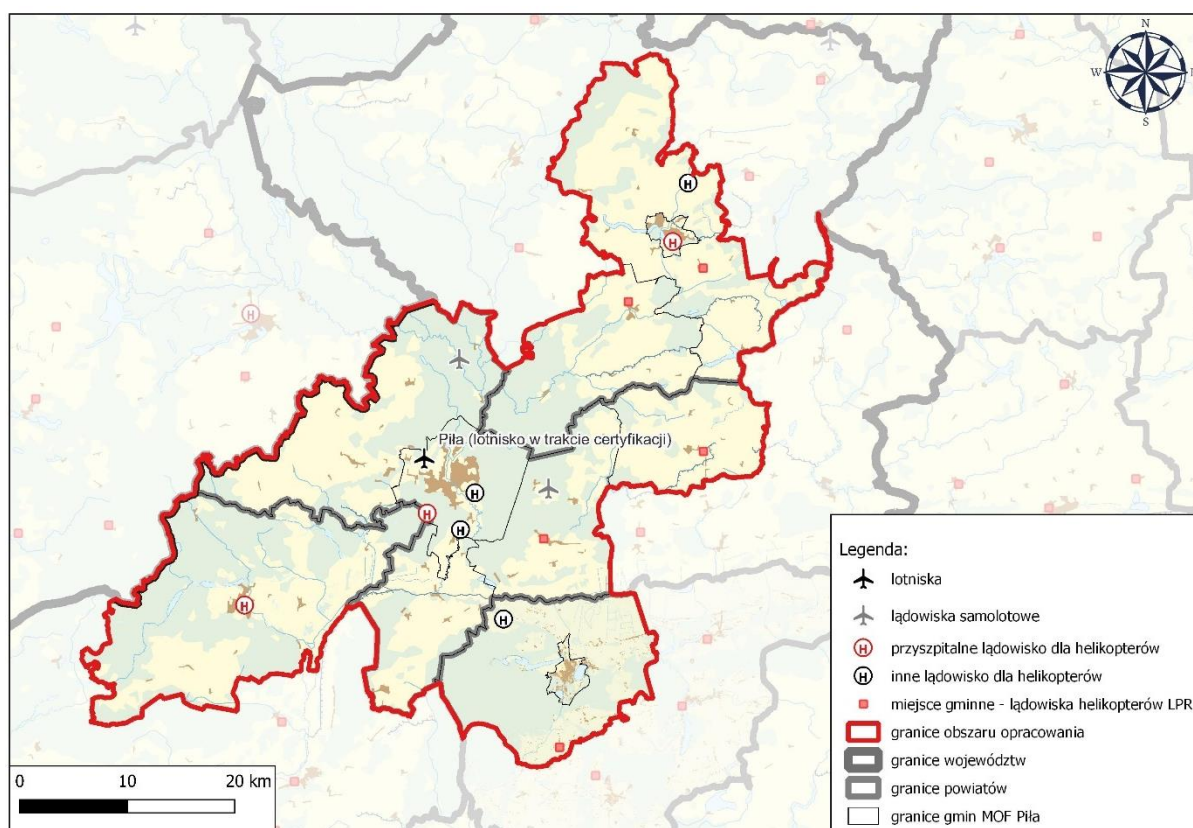 N
W
S
Piła (lotnisko w trakcie certyfikacji)
H
H
H
H
H
H
H
H
Legenda:
lotniska
lądowiska samolotowe
H przyszpitalne lądowisko dla helikopterów
H inne lądowisko dla helikopterów
miejsce gminne - lądowiska helikopterów LPR
granice obszaru opracowania
granice województw
granice powiatów
granice gmin MOF Piła
0 10 20 km